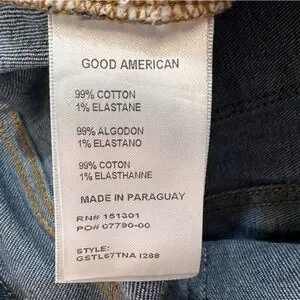 GOOD AMERICAN
99% COTTON
1% ELASTANE
99% ALGODON
1% ELASTANO
99% COTON
1% ELASTHANNE
MADE IN PARAGUAY
RN# 151301
PO# 07790-00
STYLE:
GSTL67TNA I289